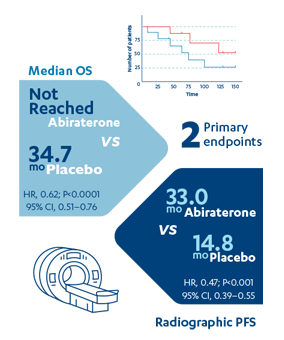 Number of patients
75
50
25
25
50
75
100
125
150
Time
Median OS
Not
Reached
Abiraterone
VS
34.7
mo Placebo
HR, 0.62; P<0.0001
95% CI, 0.51–0.76
2 Primary
endpoints
33.0
mo Abiraterone
VS
14.8
mo Placebo
HR, 0.47; P<0.001
95% CI, 0.39–0.55
Radiographic PFS